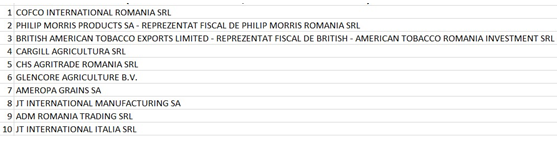 1 COFCO INTERNATIONAL ROMANIA SRL
2 PHILIP MORRIS PRODUCTS SA - REPREZENTAT FISCAL DE PHILIP MORRIS ROMANIA SRL
3 BRITISH AMERICAN TOBACCO EXPORTS LIMITED - REPREZENTAT FISCAL DE BRITISH - AMERICAN TOBACCO ROMANIA INVESTMENT SRL
4 CARGILL AGRICULTURA SRL
5 CHS AGRITRADE ROMANIA SRL
6 GLENCORE AGRICULTURE B.V.
7 AMEROPA GRAINS SA
8 JT INTERNATIONAL MANUFACTURING SA
9 ADM ROMANIA TRADING SRL
10 JT INTERNATIONAL ITALIA SRL